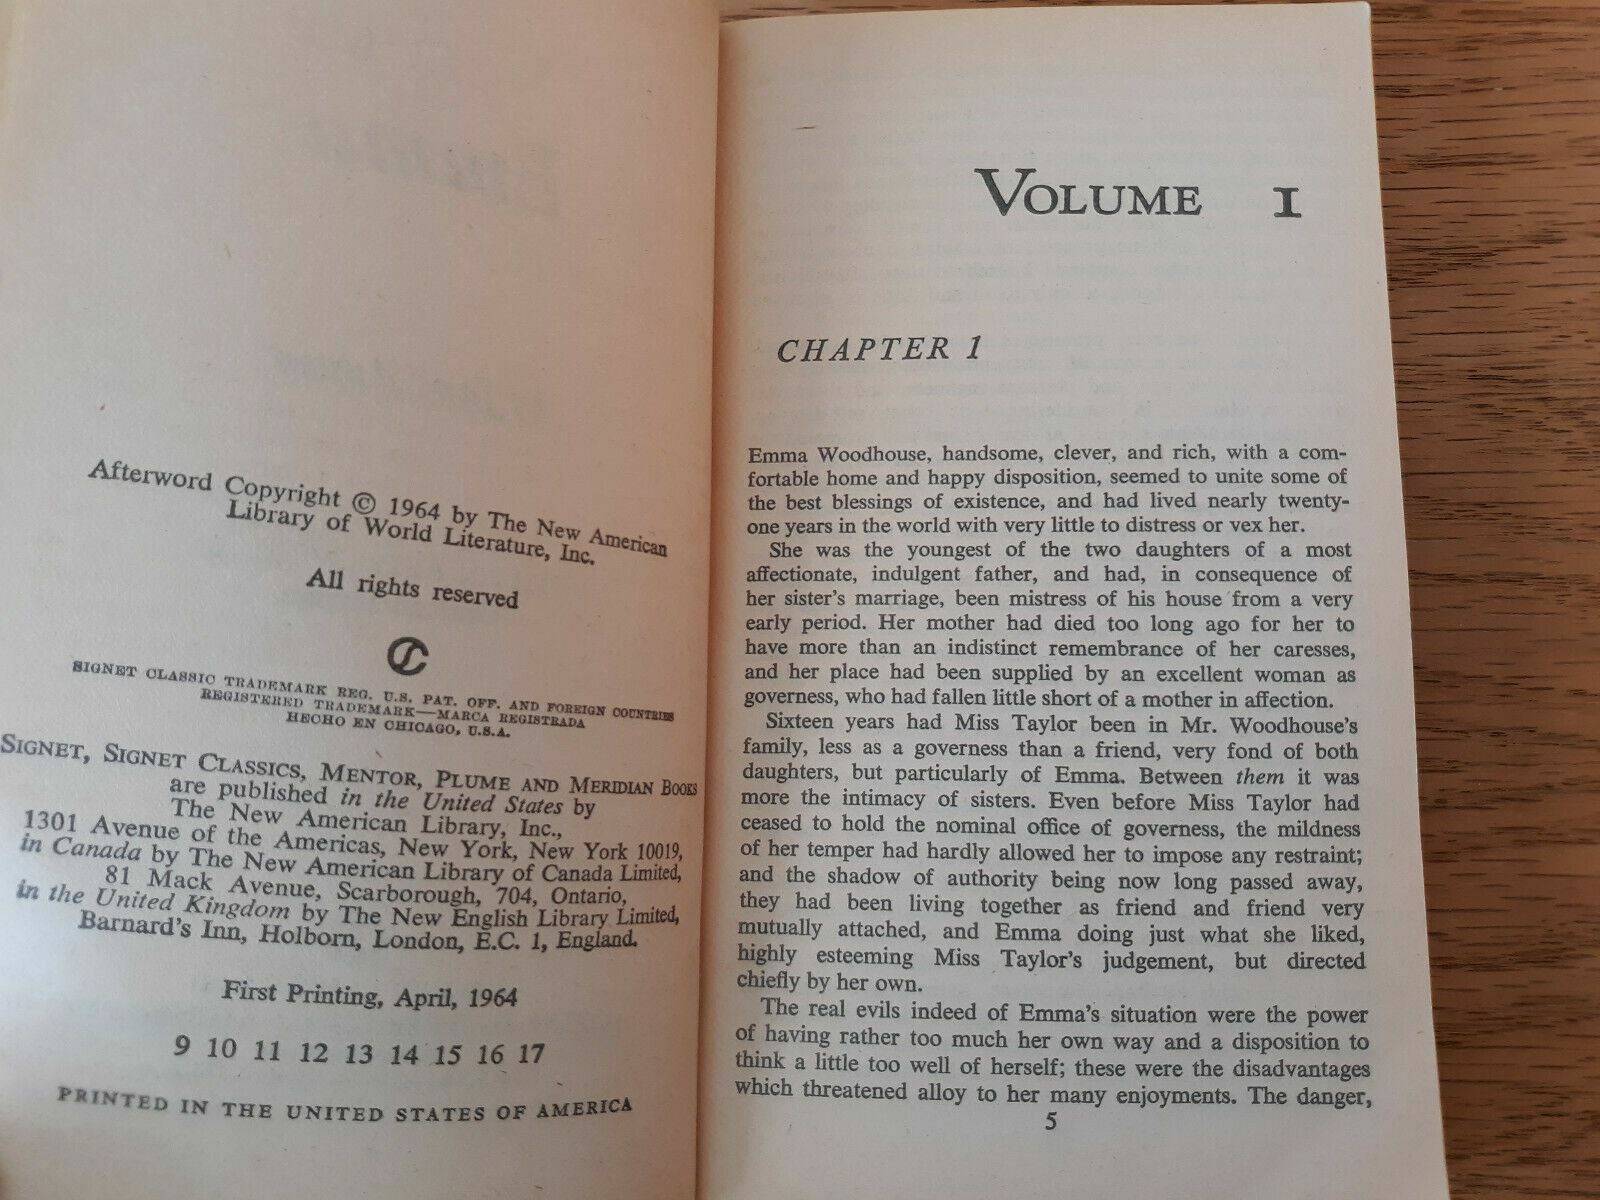 Afterword Copyright © 1964 by The New American
Library of World Literature, Inc.
All rights reserved
SIGNET CLASSIC TRADEMARK REG. U.S. PAT. OFF. AND FOREIGN COUNTRIES
REGISTERED TRADEMARK—MARCA REGISTRADA
HECHO EN CHICAGO, U.S.A.
SIGNET, SIGNET CLASSICS, MENTOR, PLUME AND MERIDIAN BOOKS
are published in the United States by
The New American Library, Inc.,
1301 Avenue of the Americas, New York, New York 10019,
in Canada by The New American Library of Canada Limited,
81 Mack Avenue, Scarborough, 704, Ontario,
in the United Kingdom by The New English Library Limited,
Barnard's Inn, Holborn, London, E.C. 1, England.
First Printing, April, 1964
9 10 11 12 13 14 15 16 17
PRINTED IN THE UNITED STATES OF AMERICA
VOLUME I
CHAPTER 1
Emma Woodhouse, handsome, clever, and rich, with a com-
fortable home and happy disposition, seemed to unite some of
the best blessings of existence, and had lived nearly twenty-
one years in the world with very little to distress or vex her.
She was the youngest of the two daughters of a most
affectionate, indulgent father, and had, in consequence of
her sister's marriage, been mistress of his house from a very
early period. Her mother had died too long ago for her to
have more than an indistinct remembrance of her caresses,
and her place had been supplied by an excellent woman as
governess, who had fallen little short of a mother in affection.
Sixteen years had Miss Taylor been in Mr. Woodhouse's
family, less as a governess than a friend, very fond of both
daughters, but particularly of Emma. Between them it was
more the intimacy of sisters. Even before Miss Taylor had
ceased to hold the nominal office of governess, the mildness
of her temper had hardly allowed her to impose any restraint;
and the shadow of authority being now long passed away,
they had been living together as friend and friend very
mutually attached, and Emma doing just what she liked,
highly esteeming Miss Taylor's judgement, but directed
chiefly by her own.
The real evils indeed of Emma's situation were the power
of having rather too much her own way and a disposition to
think a little too well of herself; these were the disadvantages
which threatened alloy to her many enjoyments. The danger,
5